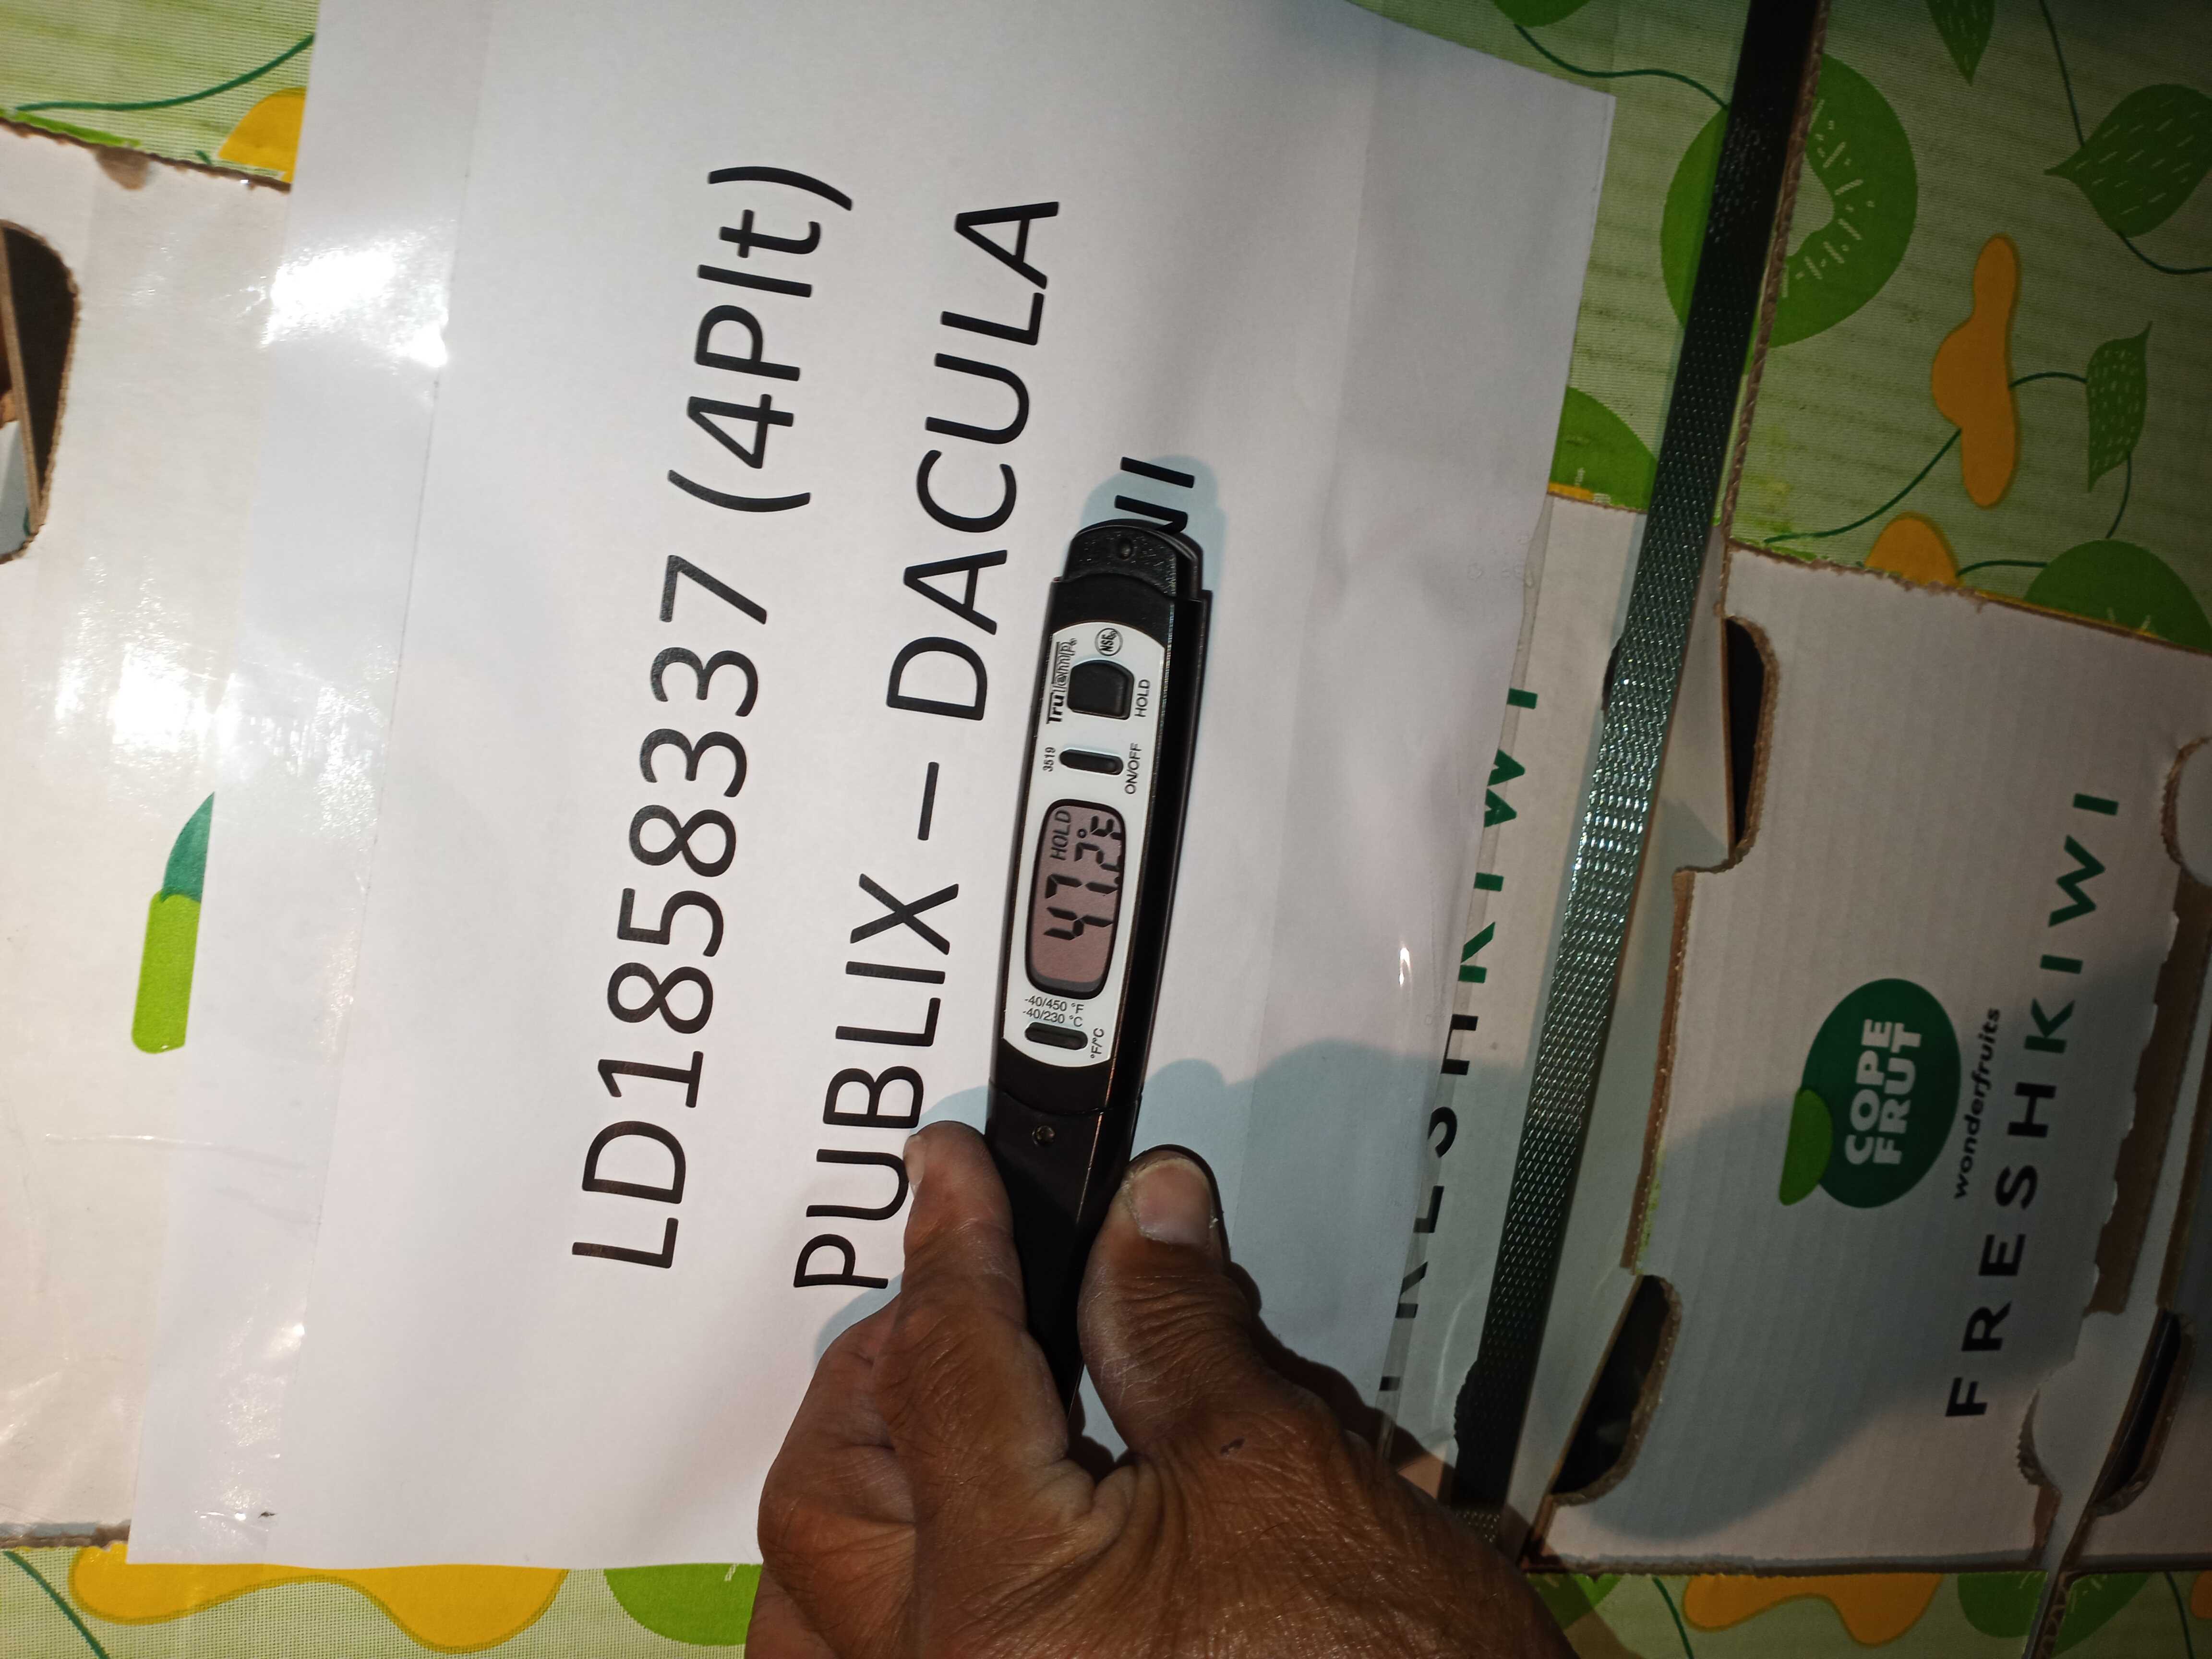 LD1858337 (4Plt)
PUBLIX – DACULA
-40/450 °F
-40/230 °C
°F/°C
HOLD
47.2°F
3519
ON/OFF
TruTemp
HOLD
NSF
FRESHKIWI
COPE
FRUT
wonderfruits
FRESHKIWI